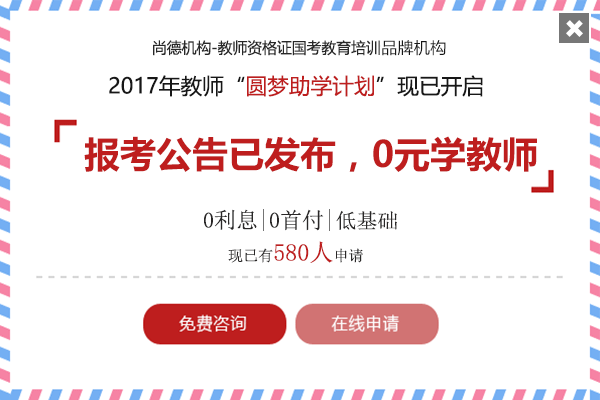 尚德机构-教师资格证国考教育培训品牌机构
2017年教师“圆梦助学计划”现已开启
报考公告已发布，0元学教师
0利息|0首付|低基础
现已有580人申请
免费咨询 在线申请